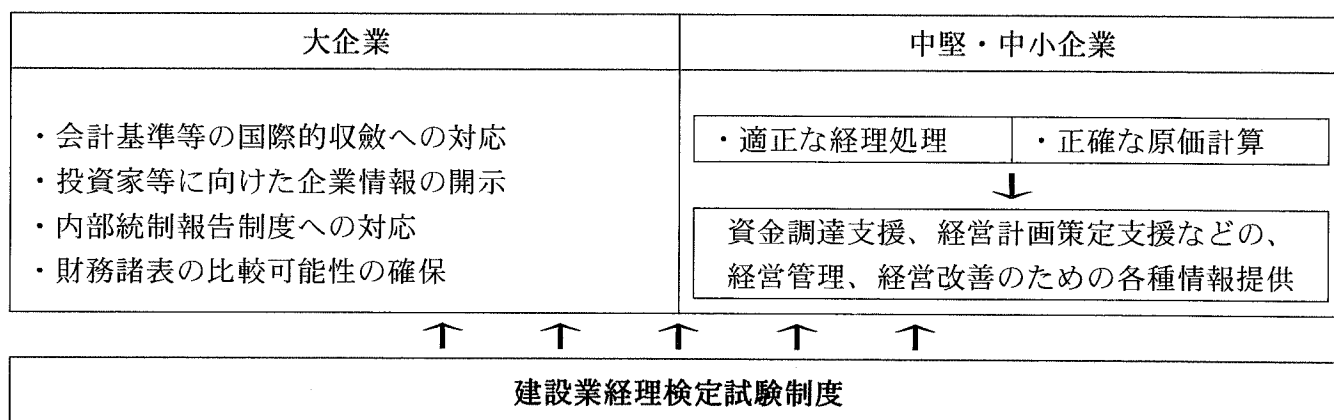 大企業
中堅・中小企業
・会計基準等の国際的収斂への対応
・投資家等に向けた企業情報の開示
・内部統制報告制度への対応
・財務諸表の比較可能性の確保
・適正な経理処理
・正確な原価計算
資金調達支援、経営計画策定支援などの、
経営管理、経営改善のための各種情報提供
建設業経理検定試験制度